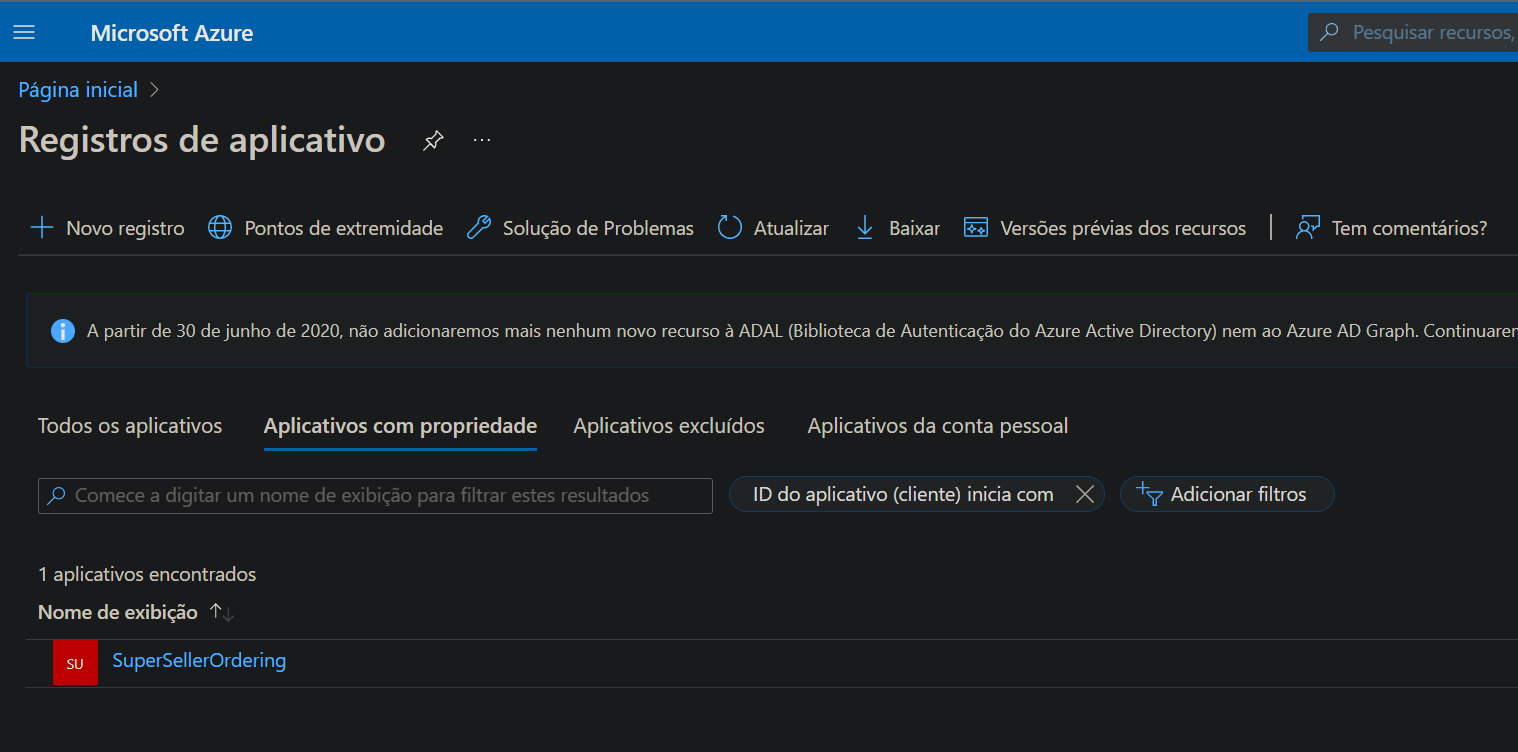 Microsoft Azure
Pesquisar recursos,
Página inicial
Registros de aplicativo
Novo registro
Pontos de extremidade
Solução de Problemas
Atualizar
Baixar
Versões prévias dos recursos
Tem comentários?
A partir de 30 de junho de 2020, não adicionaremos mais nenhum novo recurso à ADAL (Biblioteca de Autenticação do Azure Active Directory) nem ao Azure AD Graph.
Todos os aplicativos
Aplicativos com propriedade
Aplicativos excluídos
Aplicativos da conta pessoal
Comece a digitar um nome de exibição para filtrar estes resultados
ID do aplicativo (cliente) inicia com
Adicionar filtros
1 aplicativos encontrados
Nome de exibição
SU
SuperSellerOrdering